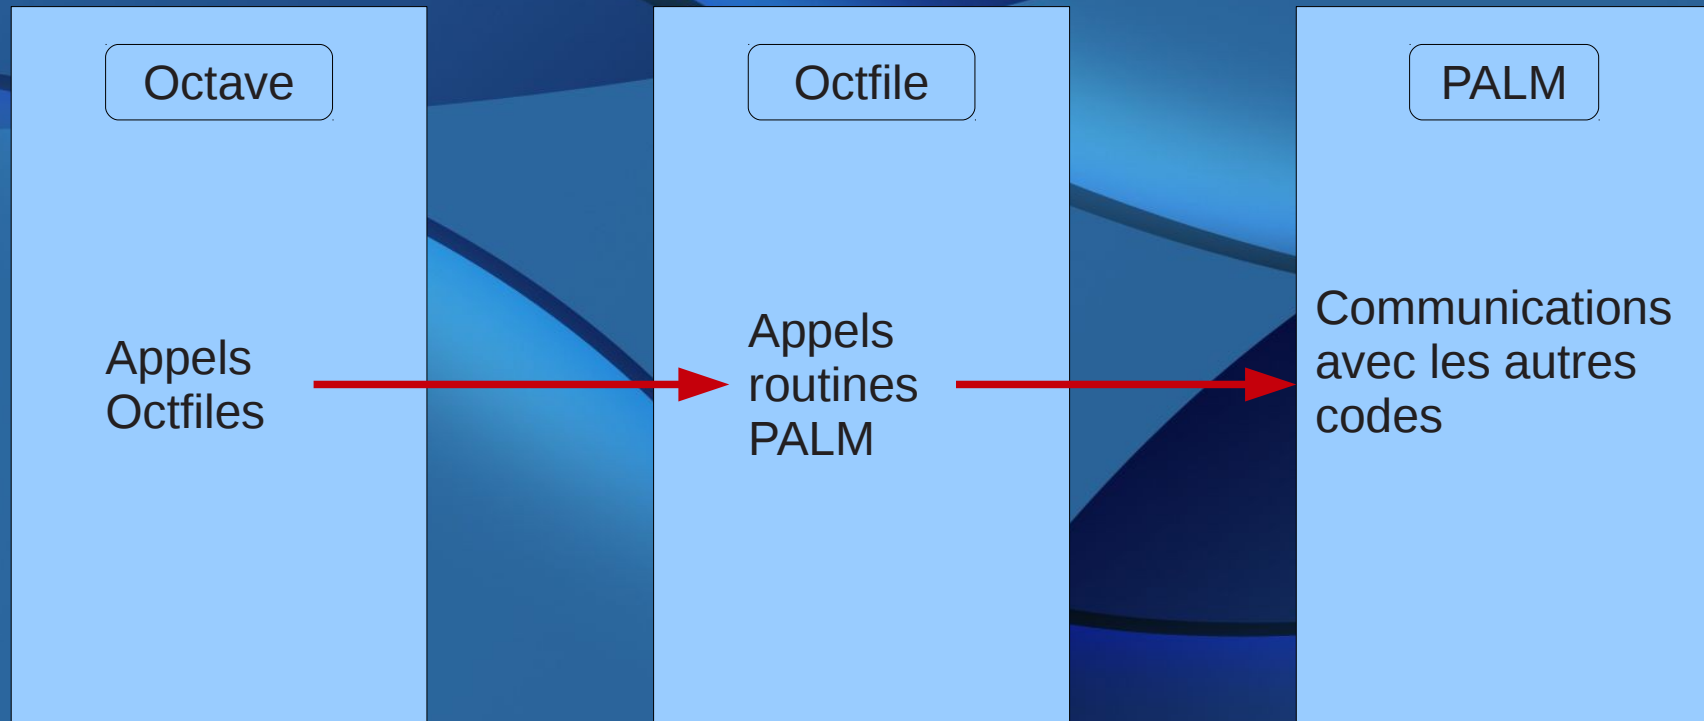 Octave
Appels
Octfiles
Octfile
Appels
routines
PALM
PALM
Communications
avec les autres
codes